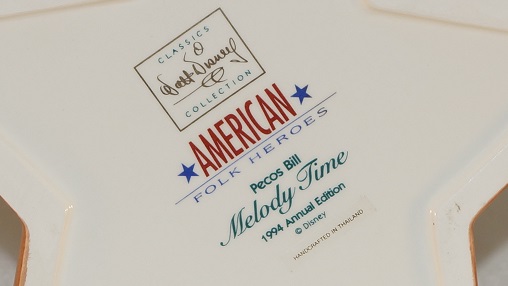 CLASSICS
Walt Disney
COLLECTION
AMERICAN
FOLK HEROES
Pecos Bill
Melody Time
1994 Annual Edition
© Disney
HANDCRAFTED IN THAILAND